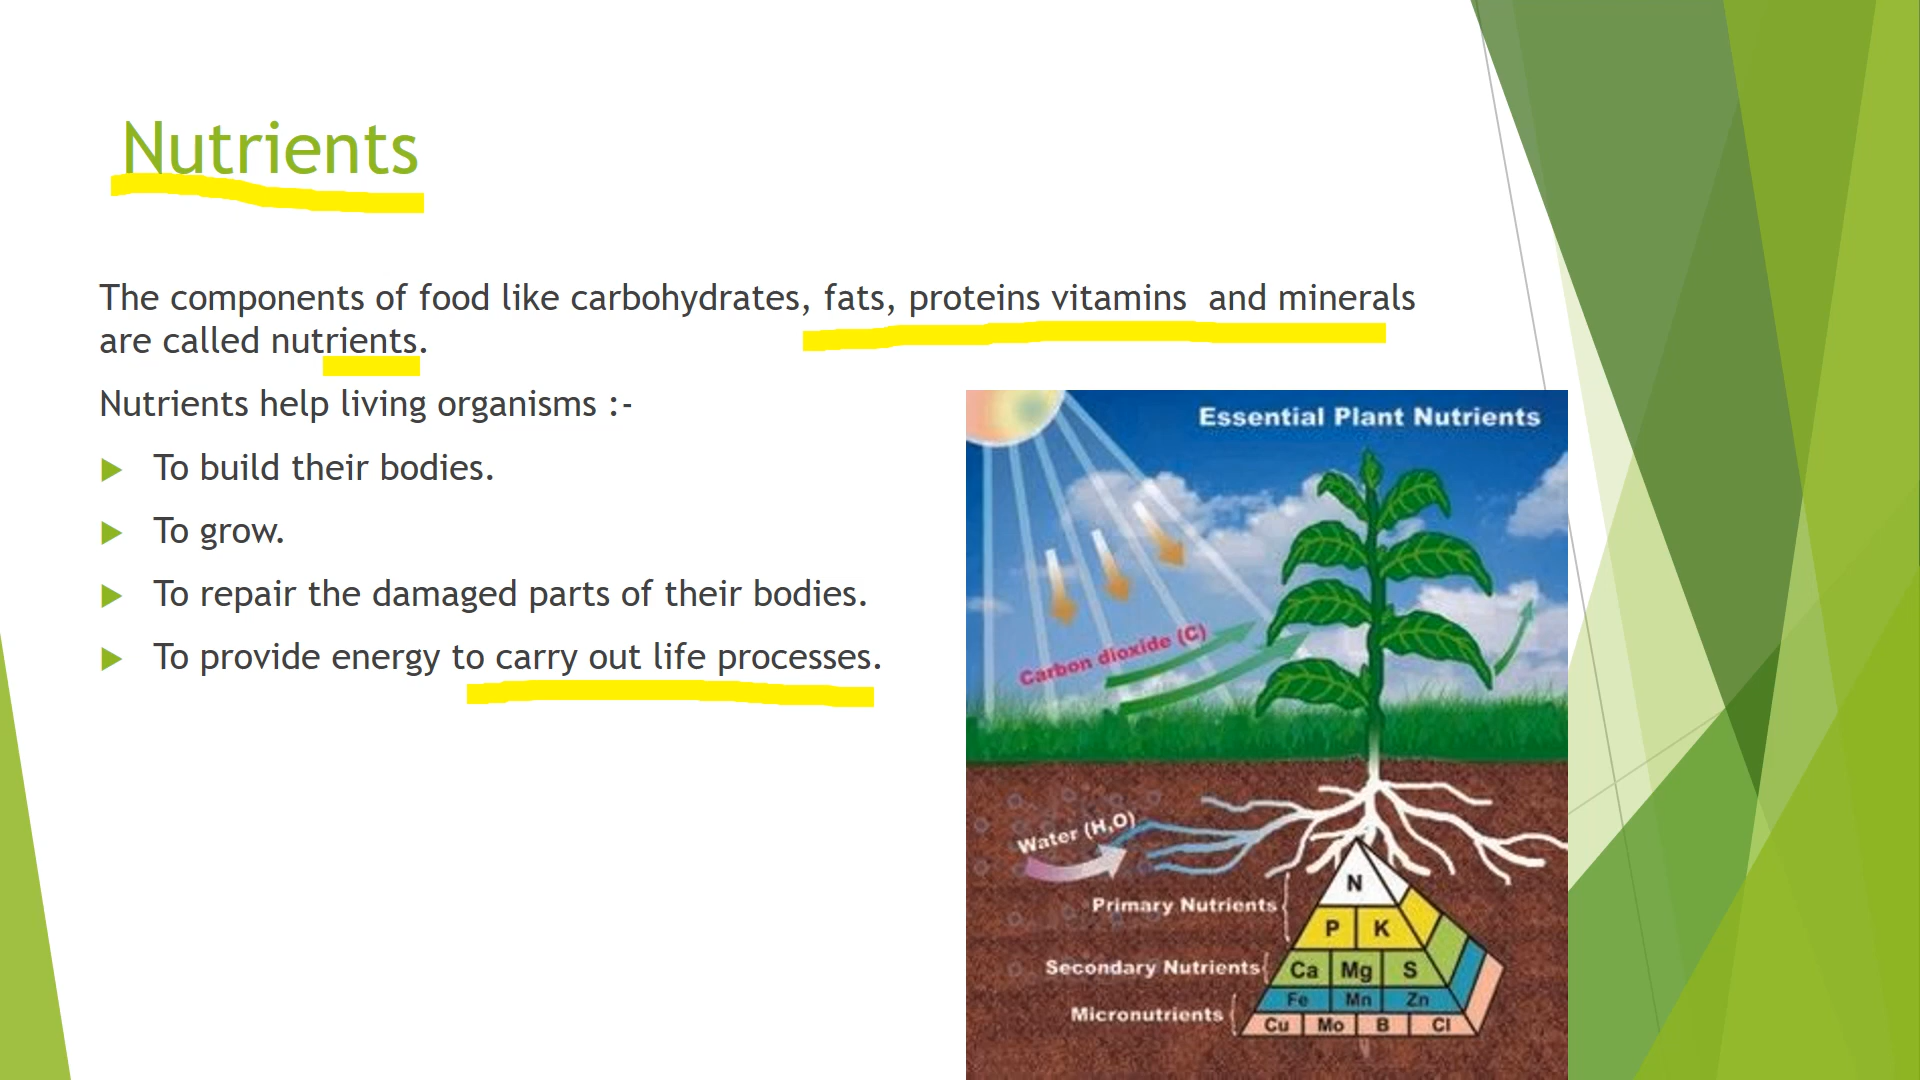 Nutrients
The components of food like carbohydrates, fats, proteins vitamins  and minerals
are called nutrients.
Nutrients help living organisms :-
To build their bodies.
To grow.
To repair the damaged parts of their bodies.
To provide energy to carry out life processes.
Essential Plant Nutrients
Carbon dioxide (C)
Water (H,O)
N
Primary Nutrients
P K
Secondary Nutrients
Ca Mg S
Fe Mn Zn
Micronutrients
Cu Mo B Cl